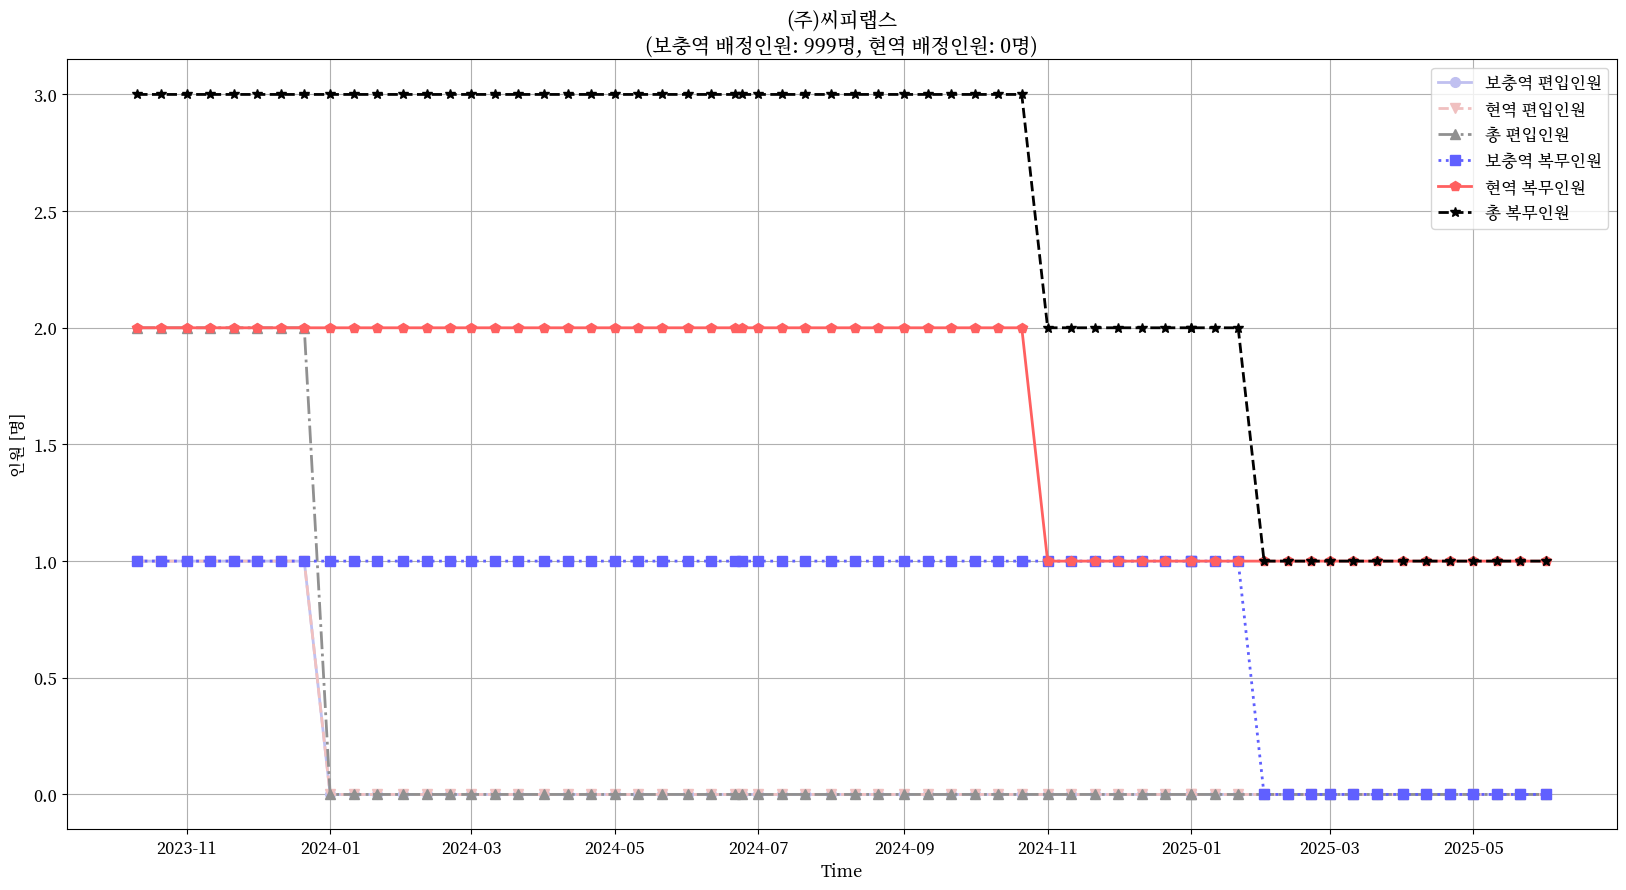 (주)씨피랩스
(보충역 배정인원: 999명, 현역 배정인원: 0명)
보충역 편입인원
현역 편입인원
총 편입인원
보충역 복무인원
현역 복무인원
총 복무인원
3.0
2.5
2.0
1.5
1.0
0.5
0.0
인원 [명]
2023-11 2024-01 2024-03 2024-05 2024-07 2024-09 2024-11 2025-01 2025-03 2025-05
Time